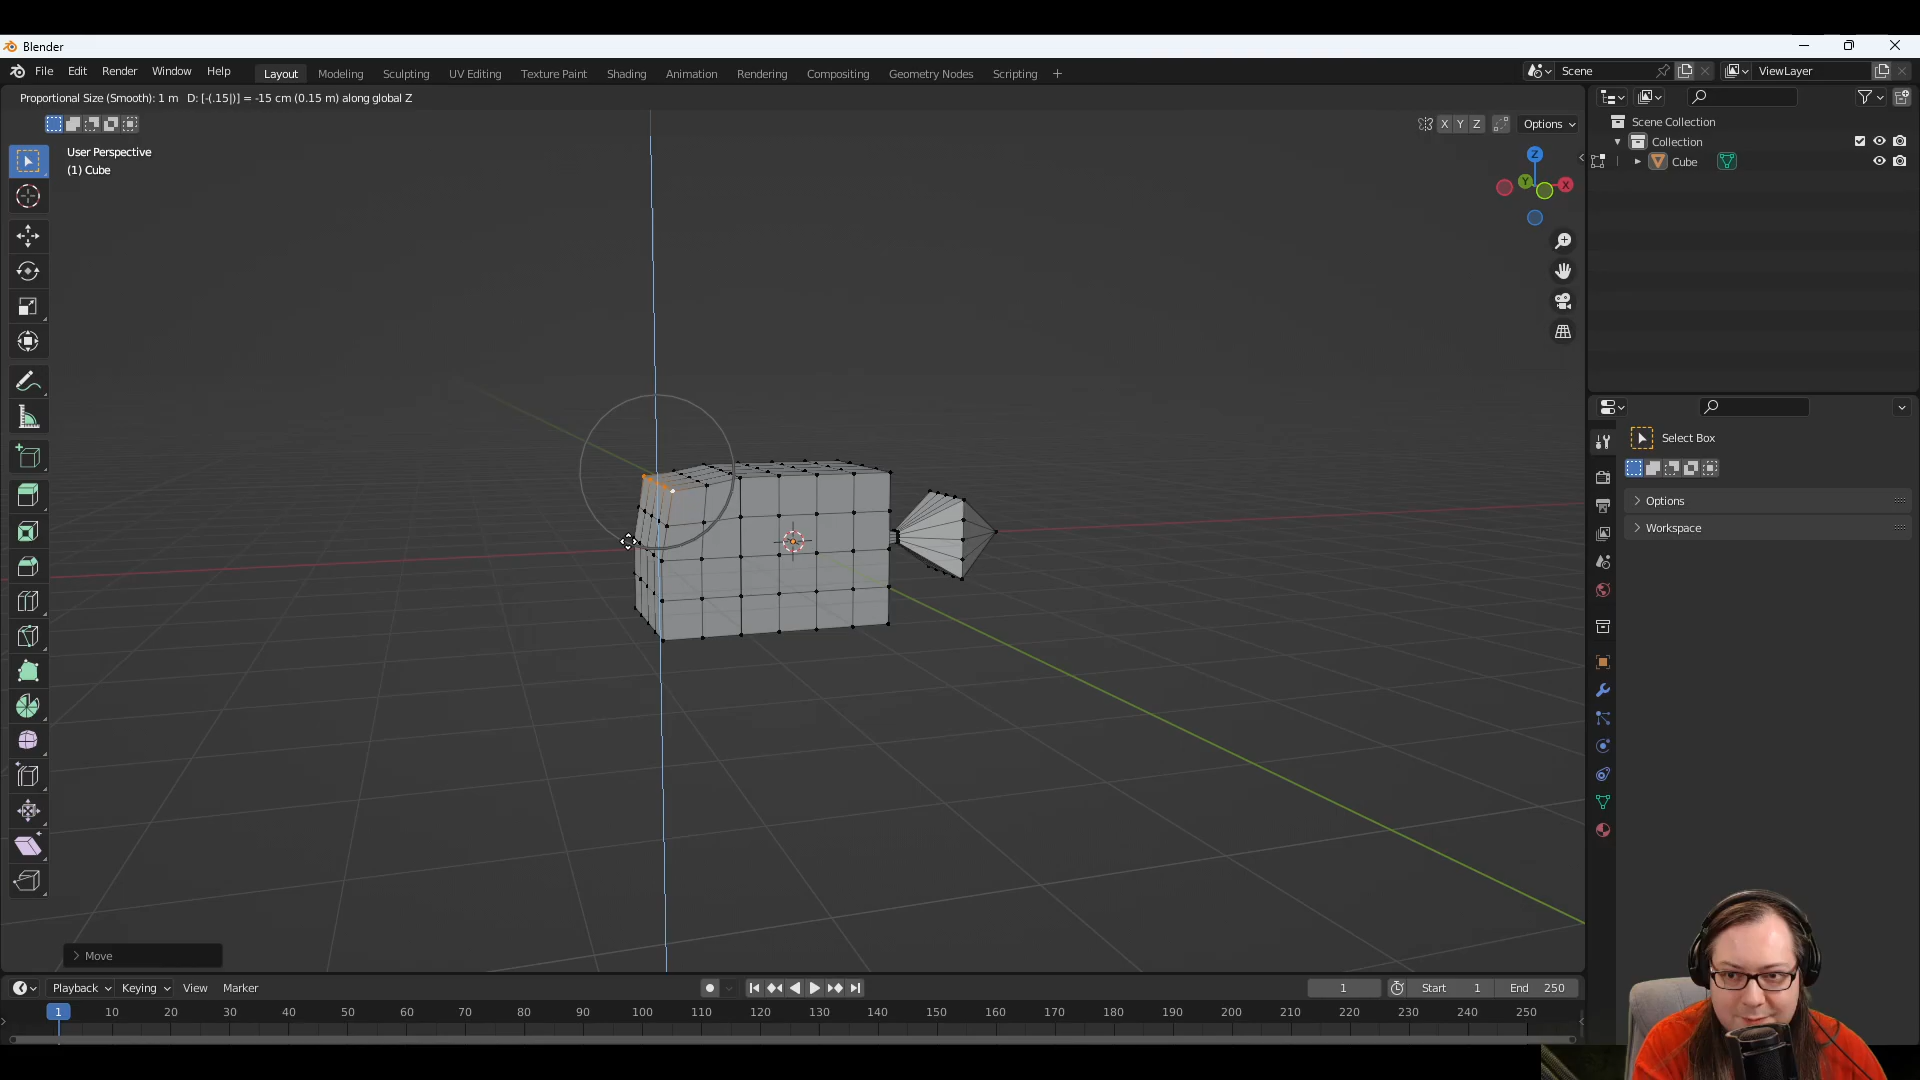 Blender
File Edit Render Window Help Layout Modeling Sculpting UV Editing Texture Paint Shading Animation Rendering Compositing Geometry Nodes Scripting + Scene ViewLayer
Proportional Size (Smooth): 1 m D: [-(.15|)] = -15 cm (0.15 m) along global Z
X Y Z Options
Scene Collection
Collection
Cube
User Perspective
(1) Cube
Z
Y X
Select Box
Options
Workspace
Move
Playback Keying View Marker 1 Start 1 End 250
1 10 20 30 40 50 60 70 80 90 100 110 120 130 140 150 160 170 180 190 200 210 220 230 240 250